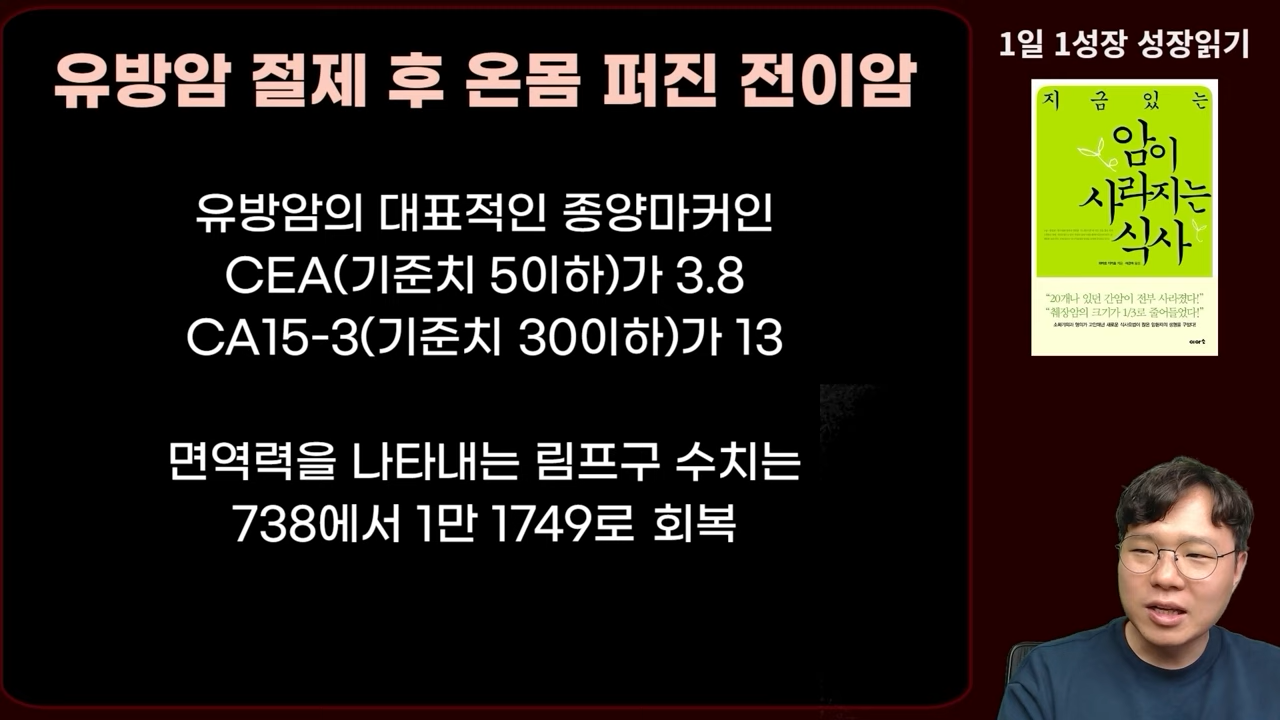 유방암 절제 후 온몸 퍼진 전이암
유방암의 대표적인 종양마커인
CEA(기준치 5이하)가 3.8
CA15-3(기준치 30이하)가 13
면역력을 나타내는 림프구 수치는
738에서 1만 1749로 회복
1일 1성장 성장읽기
지금있는
암이
사라지는
식사
“20개나 있던 간암이 전부 사라졌다!”
“췌장암의 크기가 1/3로 줄어들었다!”